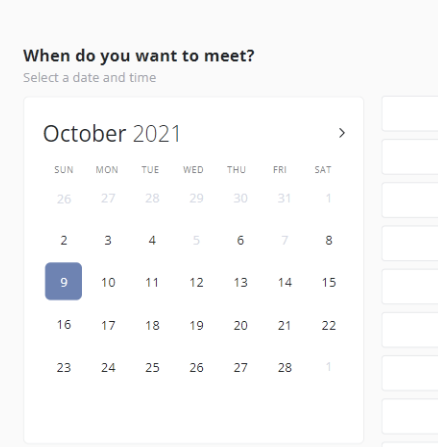 When do you want to meet?
Select a date and time
October 2021
SUN MON TUE WED THU FRI SAT
26 27 28 29 30 31 1
2 3 4 5 6 7 8
9 10 11 12 13 14 15
16 17 18 19 20 21 22
23 24 25 26 27 28 1